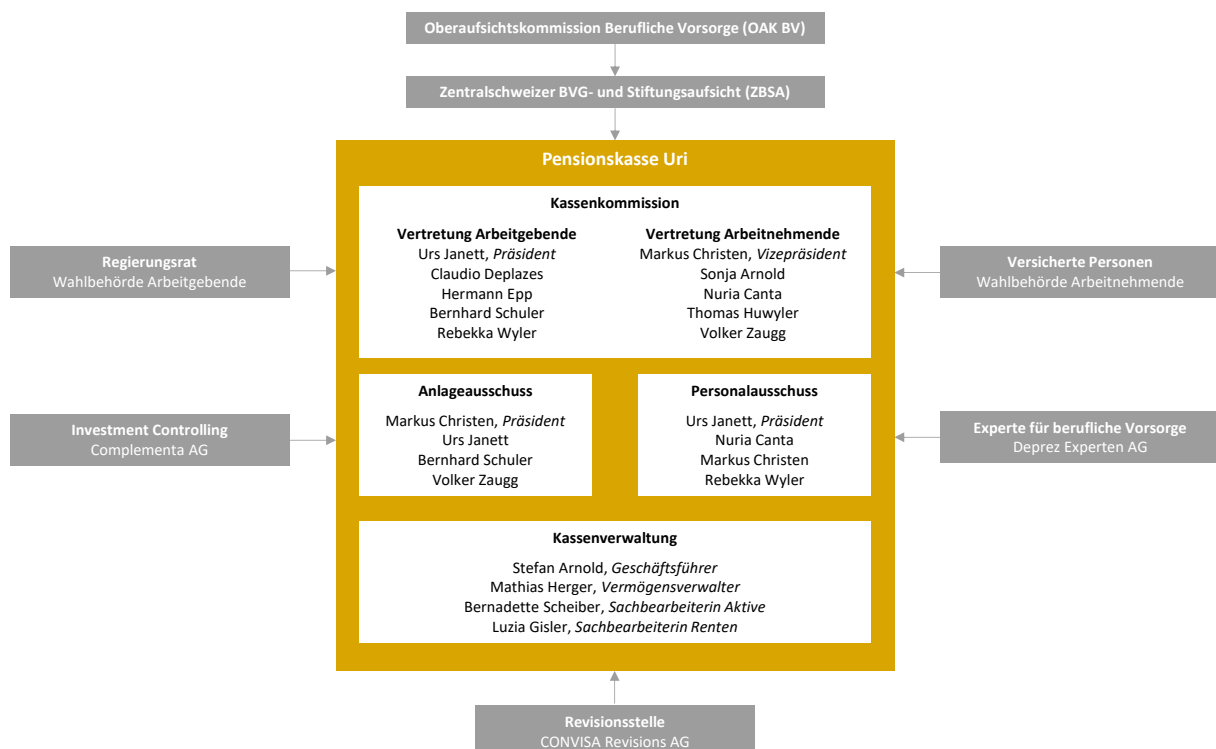 Oberaufsichtskommission Berufliche Vorsorge (OAK BV)
Zentralschweizer BVG- und Stiftungsaufsicht (ZBSA)
Pensionskasse Uri
Kassenkommission
Vertretung Arbeitgebende
Urs Janett, Präsident
Claudio Deplazes
Hermann Epp
Bernhard Schuler
Rebekka Wyler
Vertretung Arbeitnehmende
Markus Christen, Vizepräsident
Sonja Arnold
Nuria Canta
Thomas Huwyler
Volker Zaugg
Regierungsrat
Wahlbehörde Arbeitgebende
Versicherte Personen
Wahlbehörde Arbeitnehmende
Anlageausschuss
Markus Christen, Präsident
Urs Janett
Bernhard Schuler
Volker Zaugg
Personalausschuss
Urs Janett, Präsident
Nuria Canta
Markus Christen
Rebekka Wyler
Investment Controlling
Complementa AG
Experte für berufliche Vorsorge
Deprez Experten AG
Kassenverwaltung
Stefan Arnold, Geschäftsführer
Mathias Herger, Vermögensverwalter
Bernadette Scheiber, Sachbearbeiterin Aktive
Luzia Gisler, Sachbearbeiterin Renten
Revisionsstelle
CONVISA Revisions AG